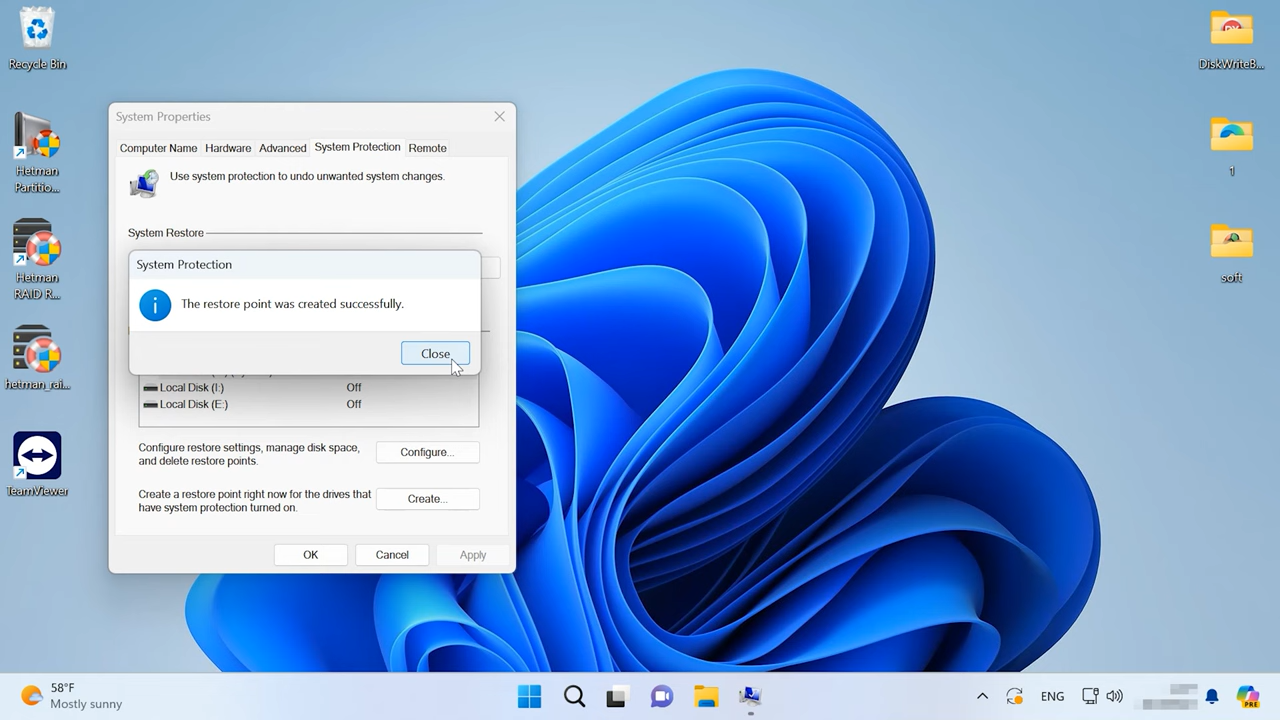 Recycle Bin
Hetman
Partitio...
Hetman
RAID R...
hetman_rai...
TeamViewer
System Properties
Computer Name
Hardware
Advanced
System Protection
Remote
Use system protection to undo unwanted system changes.
System Restore
System Protection
The restore point was created successfully.
Close
Local Disk (I:) Off
Local Disk (E:) Off
Configure restore settings, manage disk space,
and delete restore points.
Configure...
Create a restore point right now for the drives that
have system protection turned on.
Create...
OK
Cancel
Apply
DiskWriteB...
1
soft
58°F
Mostly sunny
ENG
PRE